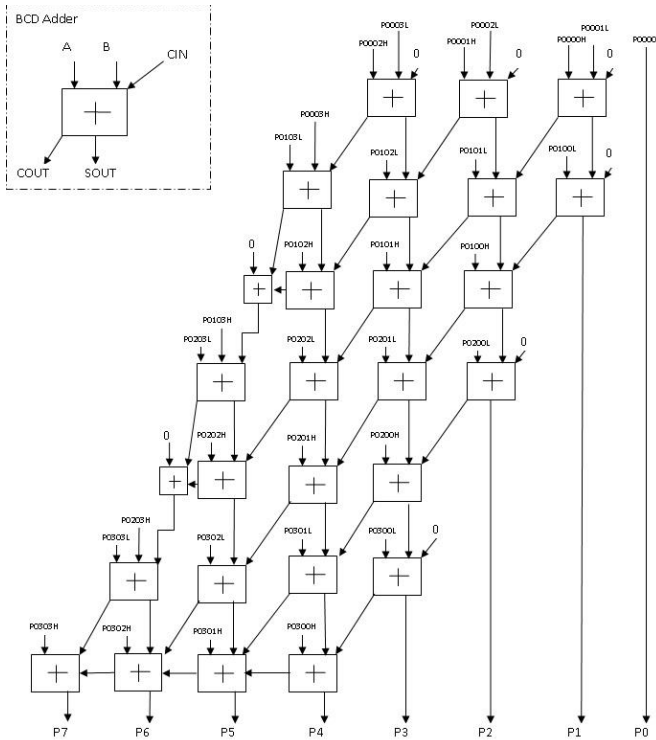 BCD Adder
A B
CIN
COUT SOUT
P0003L P0002L P0001L
P0002H 0 P0001H 0 P0000H 0 P0000L
P0003H
P0103L P0102L P0101L P0100L 0
0 P0102H P0101H P0100H
P0103H
P0203L P0202L P0201L P0200L 0
0 P0202H P0201H P0200H
P0203H
P0303L P0302L P0301L P0300L 0
P0303H P0302H P0301H P0300H
P7 P6 P5 P4 P3 P2 P1 P0